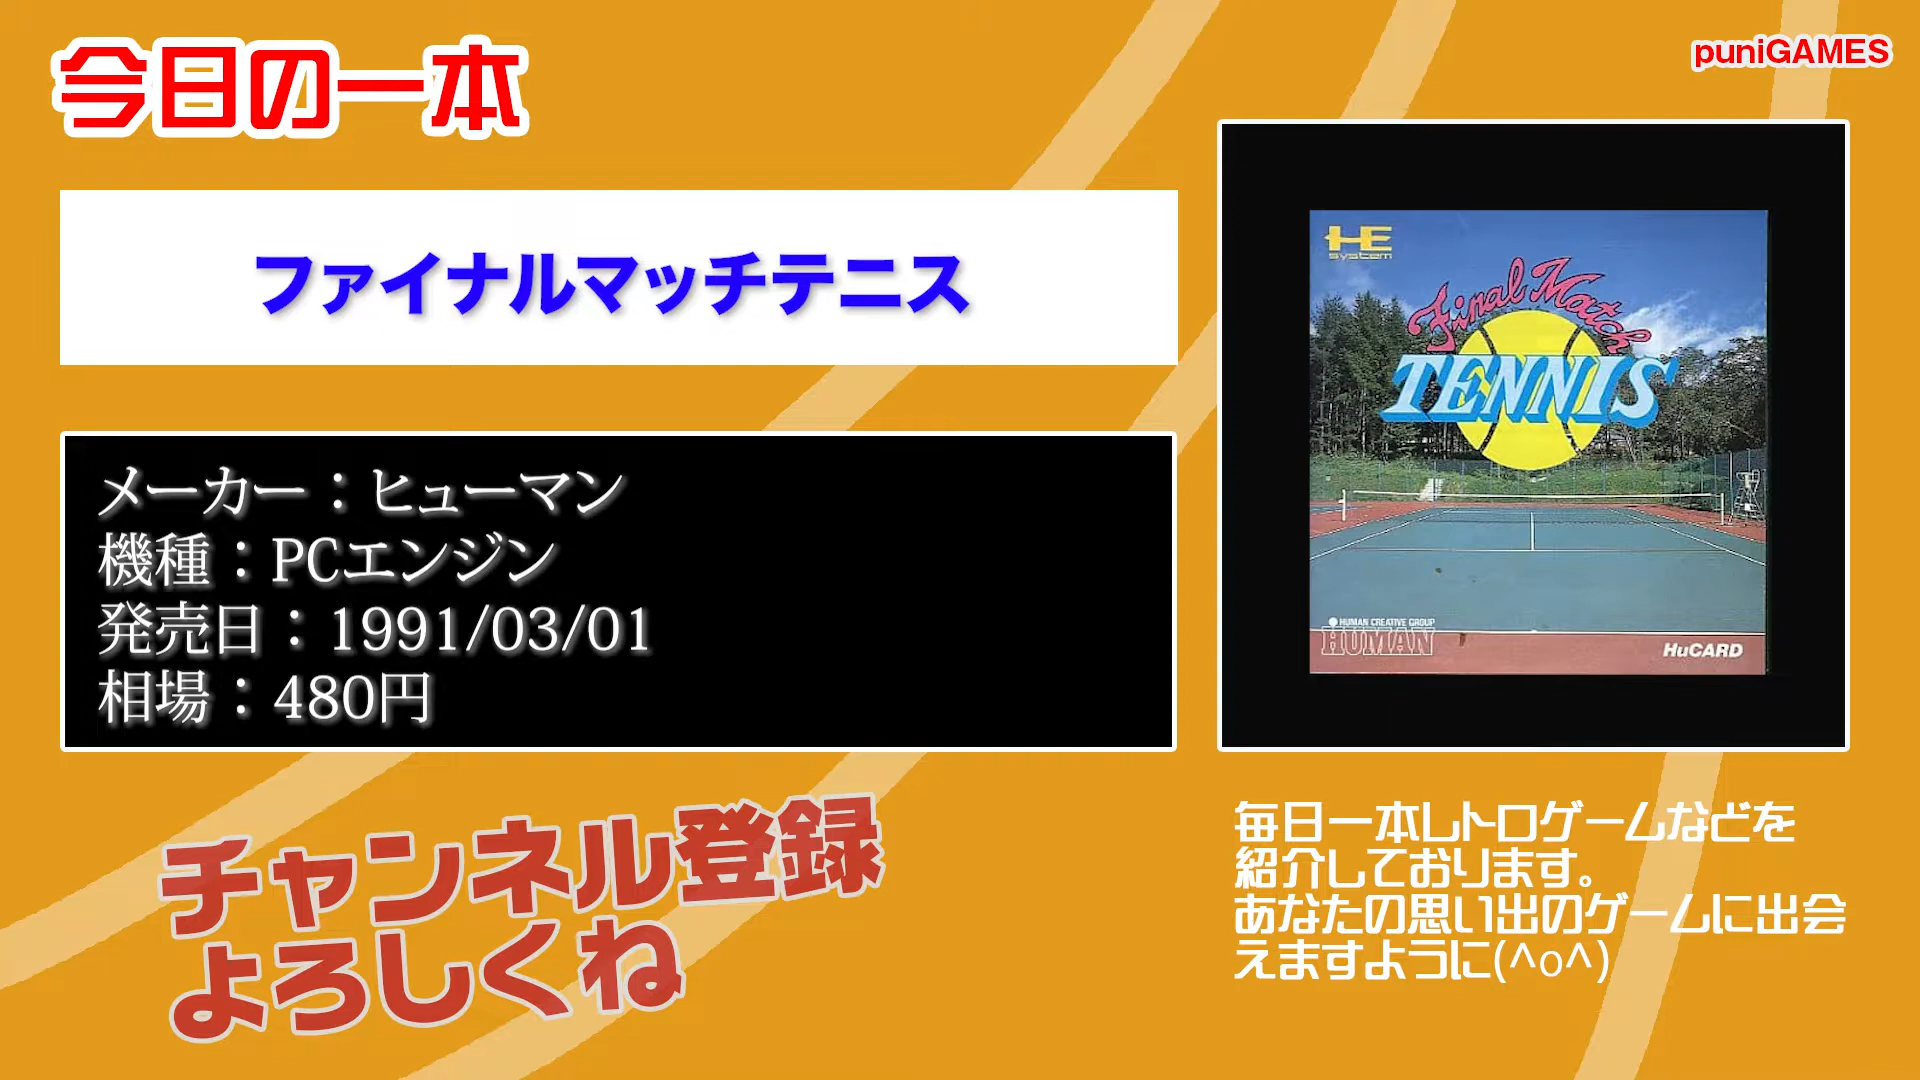 今日の一本
puniGAMES
ファイナルマッチテニス
メーカー：ヒューマン
機種：PCエンジン
発売日：1991/03/01
相場：480円
HE
system
Final Match
TENNIS
HUMAN CREATIVE GROUP
HUMAN
HuCARD
チャンネル登録
よろしくね
毎日一本レトロゲームなどを
紹介しております。
あなたの思い出のゲームに出会
えますように(^o^)